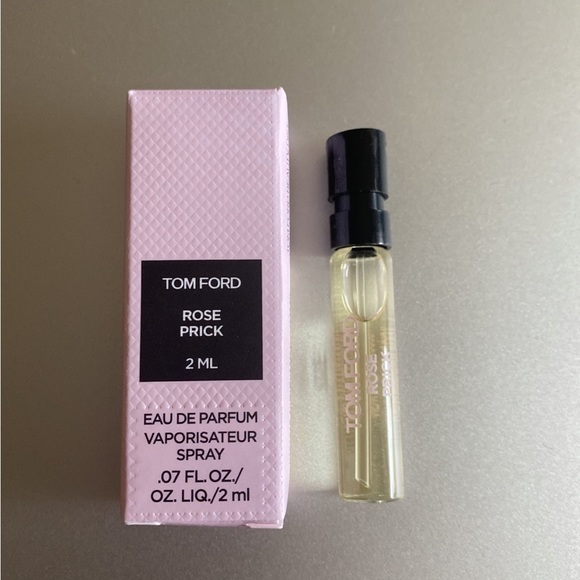 TOM FORD
ROSE
PRICK
2 ML
EAU DE PARFUM
VAPORISATEUR
SPRAY
.07 FL. OZ./
OZ. LIQ./2 ml
TOM FORD
ROSE
PRICK